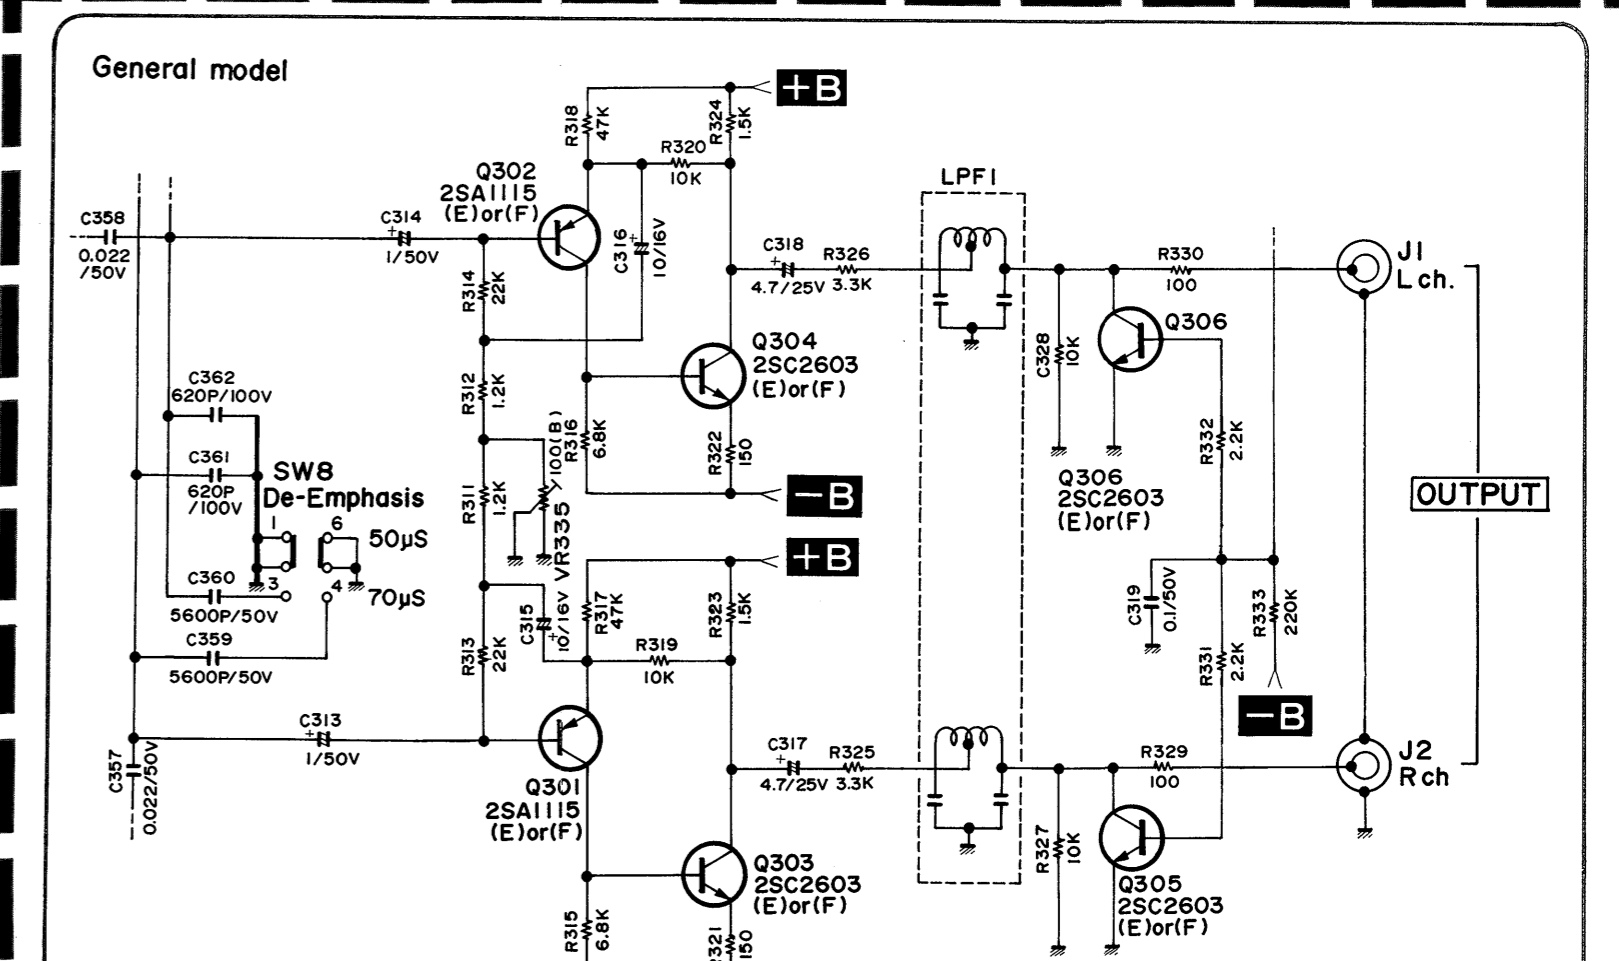 General model
+B
R318
47K
R324
1.5K
R320
10K
Q302
2SA1115
(E)or(F)
LPF1
C358
0.022
/50V
C314
+
1/50V
C316
+
10/16V
C318
+
4.7/25V
R326
3.3K
R330
100
J1
Lch.
R314
22K
Q306
Q304
2SC2603
(E)or(F)
C328
10K
C362
620P/100V
R312
1.2K
R316
6.8K
100(B)
R322
150
R332
2.2K
C361
620P
/100V
SW8
De-Emphasis
R311
1.2K
VR335
-B
Q306
2SC2603
(E)or(F)
OUTPUT
1
6
50µS
+B
C360
3
4
70µS
5600P/50V
C359
5600P/50V
C315
+
10/16V
R317
47K
R323
1.5K
C319
0.1/50V
R333
220K
R313
22K
R319
10K
R331
2.2K
-B
C313
+
1/50V
C357
0.022/50V
C317
+
4.7/25V
R325
3.3K
R329
100
J2
Rch
Q301
2SA1115
(E)or(F)
R327
10K
Q303
2SC2603
(E)or(F)
Q305
2SC2603
(E)or(F)
R315
6.8K
R321
150